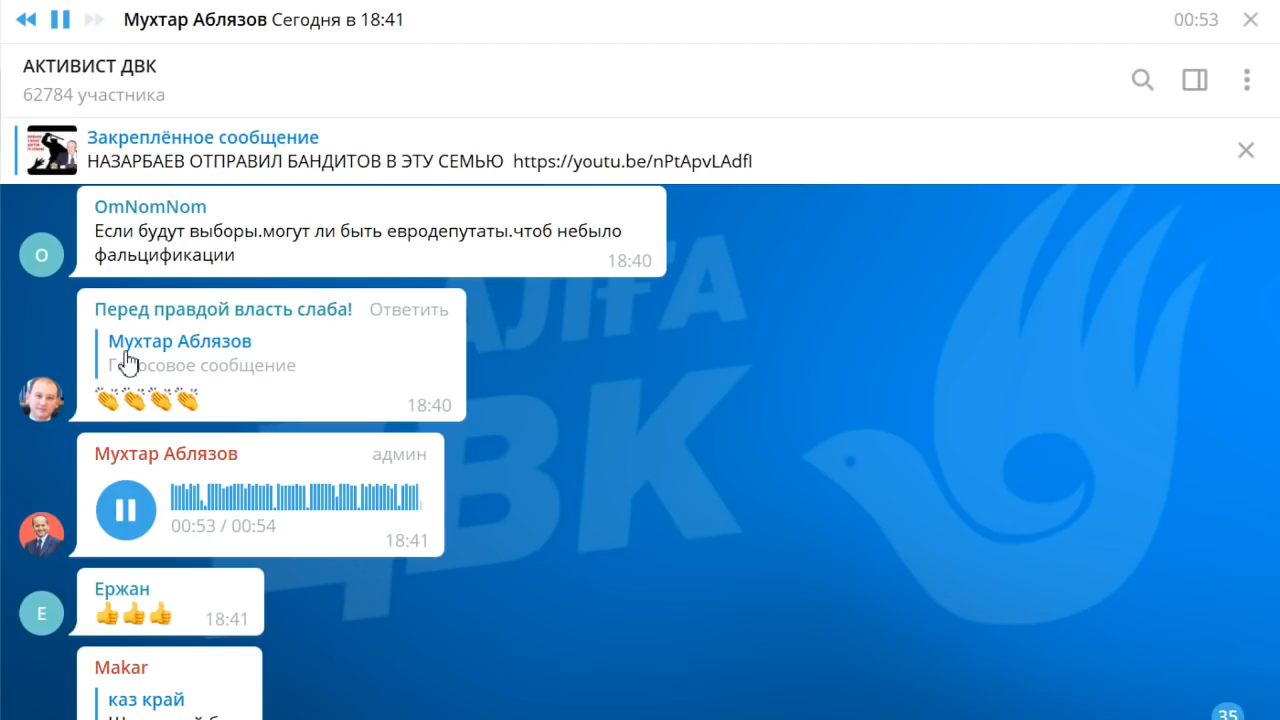 Мухтар Аблязов Сегодня в 18:41
00:53
АКТИВИСТ ДВК
62784 участника
Закреплённое сообщение
НАЗАРБАЕВ ОТПРАВИЛ БАНДИТОВ В ЭТУ СЕМЬЮ https://youtu.be/nPtApvLAdfI
OmNomNom
Если будут выборы.могут ли быть евродепутаты.чтоб небыло
фальцификации
18:40
О
Перед правдой власть слаба! Ответить
Мухтар Аблязов
Голосовое сообщение
👏👏👏👏
18:40
Мухтар Аблязов админ
00:53 / 00:54
18:41
Ержан
👍👍👍
18:41
Е
Makar
каз край
35
АЛҒА
ДВК